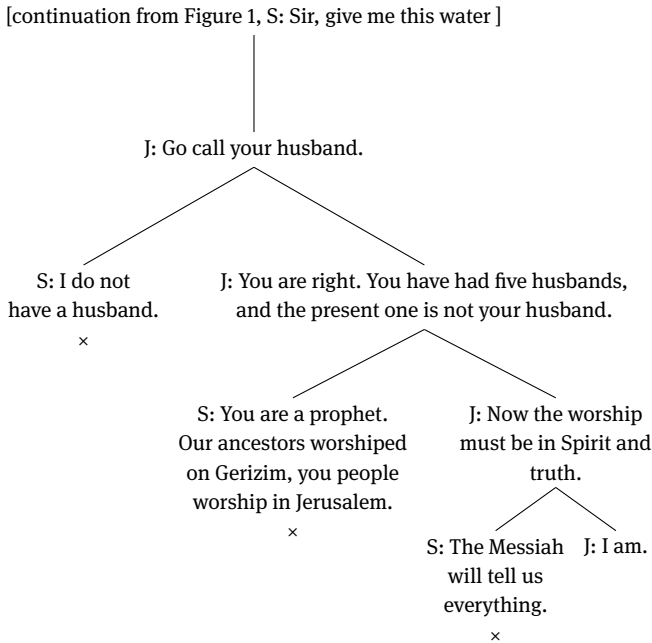 [continuation from Figure 1, S: Sir, give me this water ]
J: Go call your husband.
S: I do not
have a husband.
×
J: You are right. You have had five husbands,
and the present one is not your husband.
S: You are a prophet.
Our ancestors worshiped
on Gerizim, you people
worship in Jerusalem.
×
J: Now the worship
must be in Spirit and
truth.
S: The Messiah
will tell us
everything.
×
J: I am.